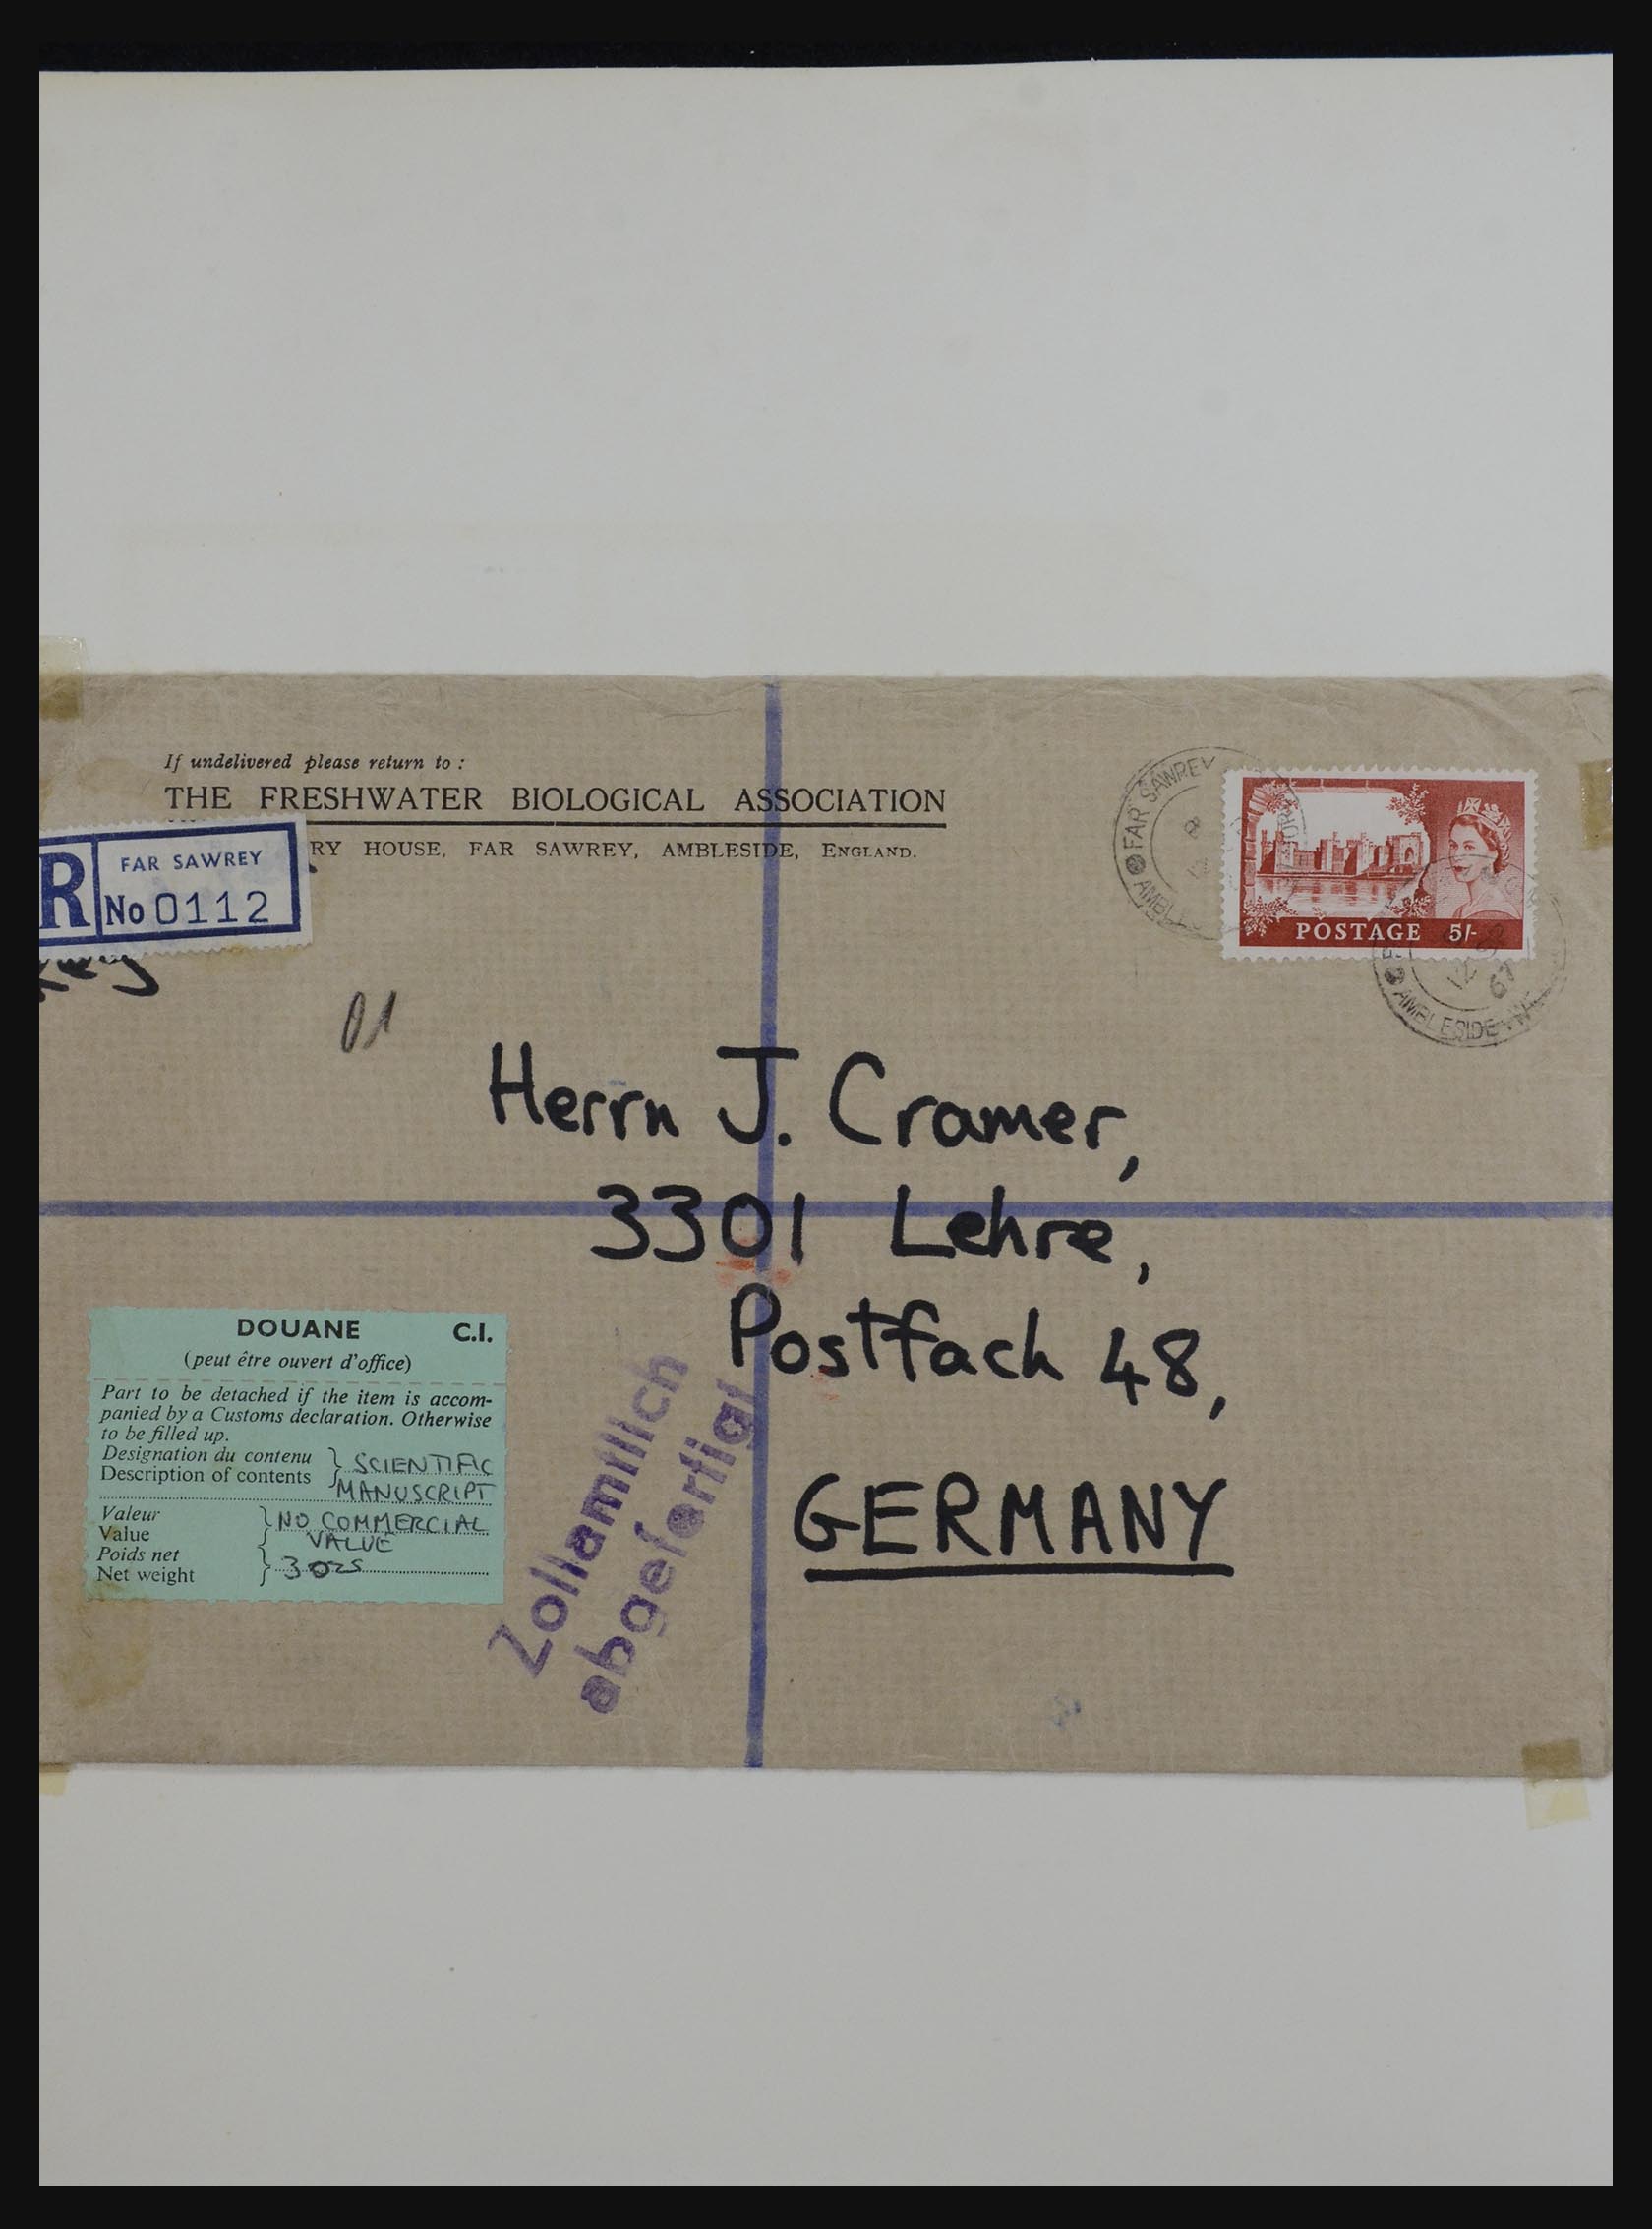 If undelivered please return to :
THE FRESHWATER BIOLOGICAL ASSOCIATION
RY HOUSE, FAR SAWREY, AMBLESIDE, ENGLAND.
R FAR SAWREY
No 0112
FAR SAWREY
POSTAGE 5/-
AMBLESIDE
67
01
Herrn J. Cramer,
3301 Lehre,
Postfach 48,
GERMANY
DOUANE C.I.
(peut être ouvert d'office)
Part to be detached if the item is accom-
panied by a Customs declaration. Otherwise
to be filled up.
Designation du contenu } SCIENTIFIC
Description of contents } MANUSCRIPT
Valeur } NO COMMERCIAL
Value } VALUE
Poids net
Net weight } 3 ozs
Zollamtlich
abgefertigt